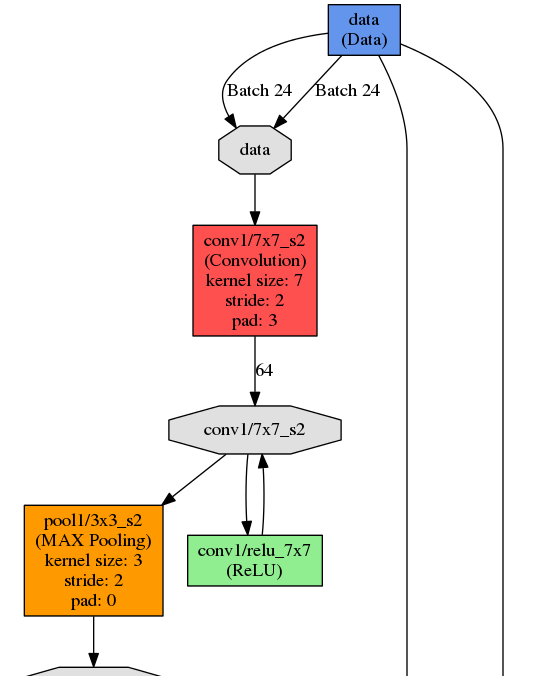 data
(Data)
Batch 24
Batch 24
data
conv1/7x7_s2
(Convolution)
kernel size: 7
stride: 2
pad: 3
64
conv1/7x7_s2
pool1/3x3_s2
(MAX Pooling)
kernel size: 3
stride: 2
pad: 0
conv1/relu_7x7
(ReLU)